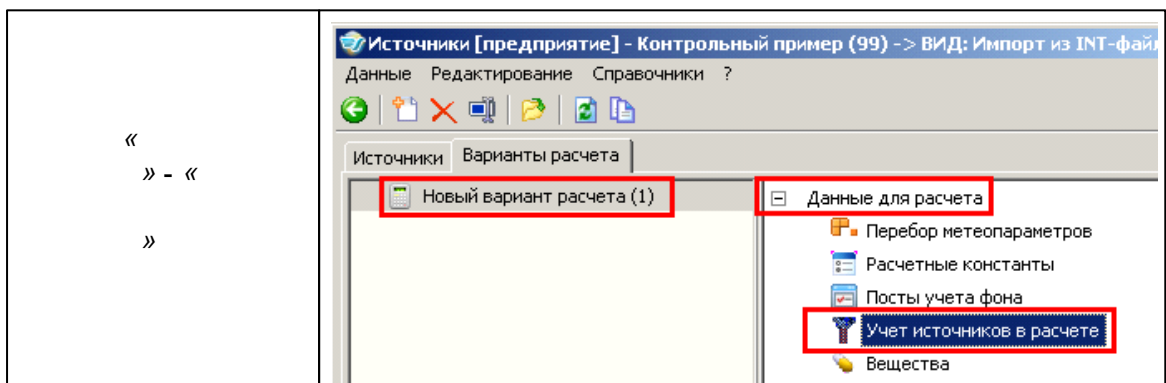 «
» - «
»
Источники [предприятие] - Контрольный пример (99) -> ВИД: Импорт из INT-файл
Данные Редактирование Справочники ?
Источники Варианты расчета
Новый вариант расчета (1)
Данные для расчета
Перебор метеопараметров
Расчетные константы
Посты учета фона
Учет источников в расчете
Вещества